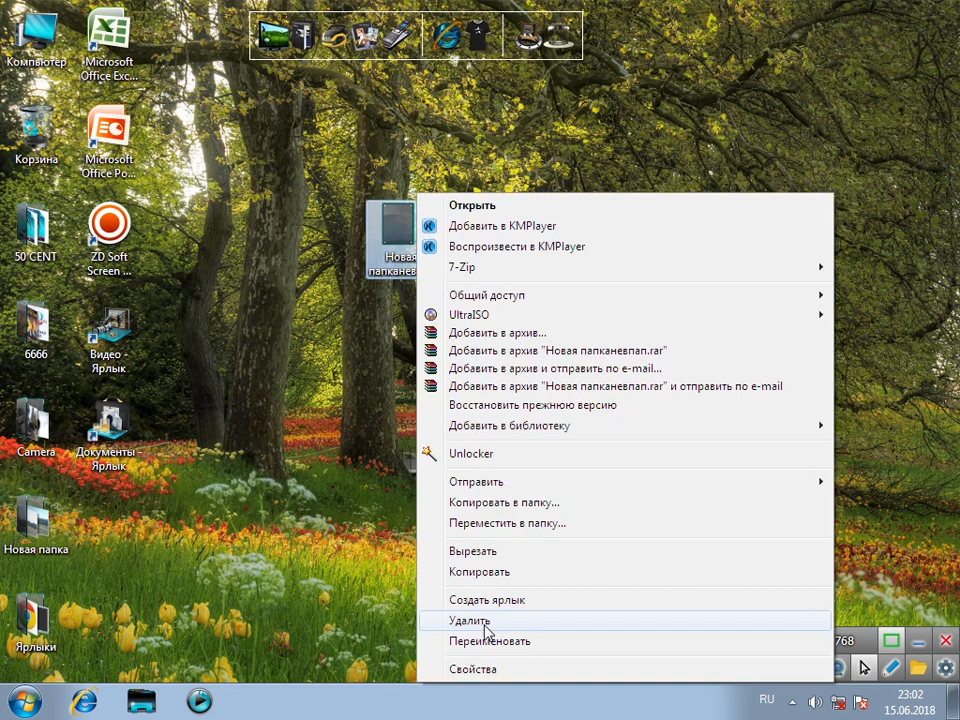 Компьютер
Microsoft
Office Exc...
Корзина
Microsoft
Office Po...
50 CENT
ZD Soft
Screen ...
6666
Видео -
Ярлык
Camera
Документы -
Ярлык
Новая папка
Ярлыки
Новая
папканев
Открыть
Добавить в KMPlayer
Воспроизвести в KMPlayer
7-Zip
Общий доступ
UltraISO
Добавить в архив...
Добавить в архив "Новая папканевпап.rar"
Добавить в архив и отправить по e-mail...
Добавить в архив "Новая папканевпап.rar" и отправить по e-mail
Восстановить прежнюю версию
Добавить в библиотеку
Unlocker
Отправить
Копировать в папку...
Переместить в папку...
Вырезать
Копировать
Создать ярлык
Удалить
Переименовать
Свойства
768
RU
23:02
15.06.2018